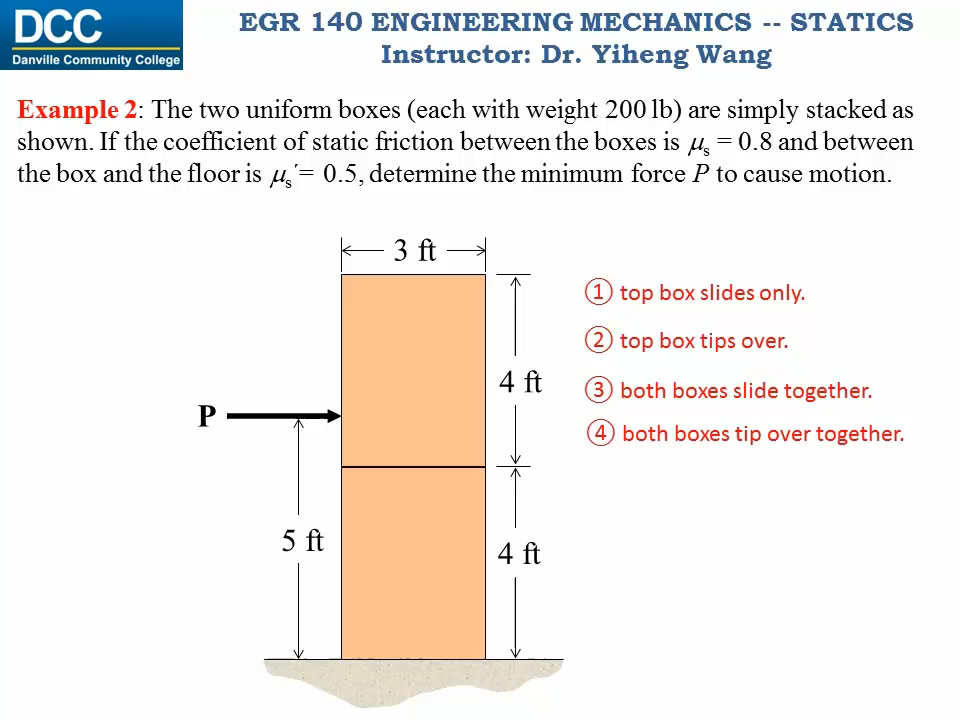 DCC
Danville Community College
EGR 140 ENGINEERING MECHANICS -- STATICS
Instructor: Dr. Yiheng Wang
Example 2: The two uniform boxes (each with weight 200 lb) are simply stacked as
shown. If the coefficient of static friction between the boxes is μs = 0.8 and between
the box and the floor is μs´= 0.5, determine the minimum force P to cause motion.
3 ft
① top box slides only.
② top box tips over.
4 ft
③ both boxes slide together.
P
④ both boxes tip over together.
5 ft
4 ft